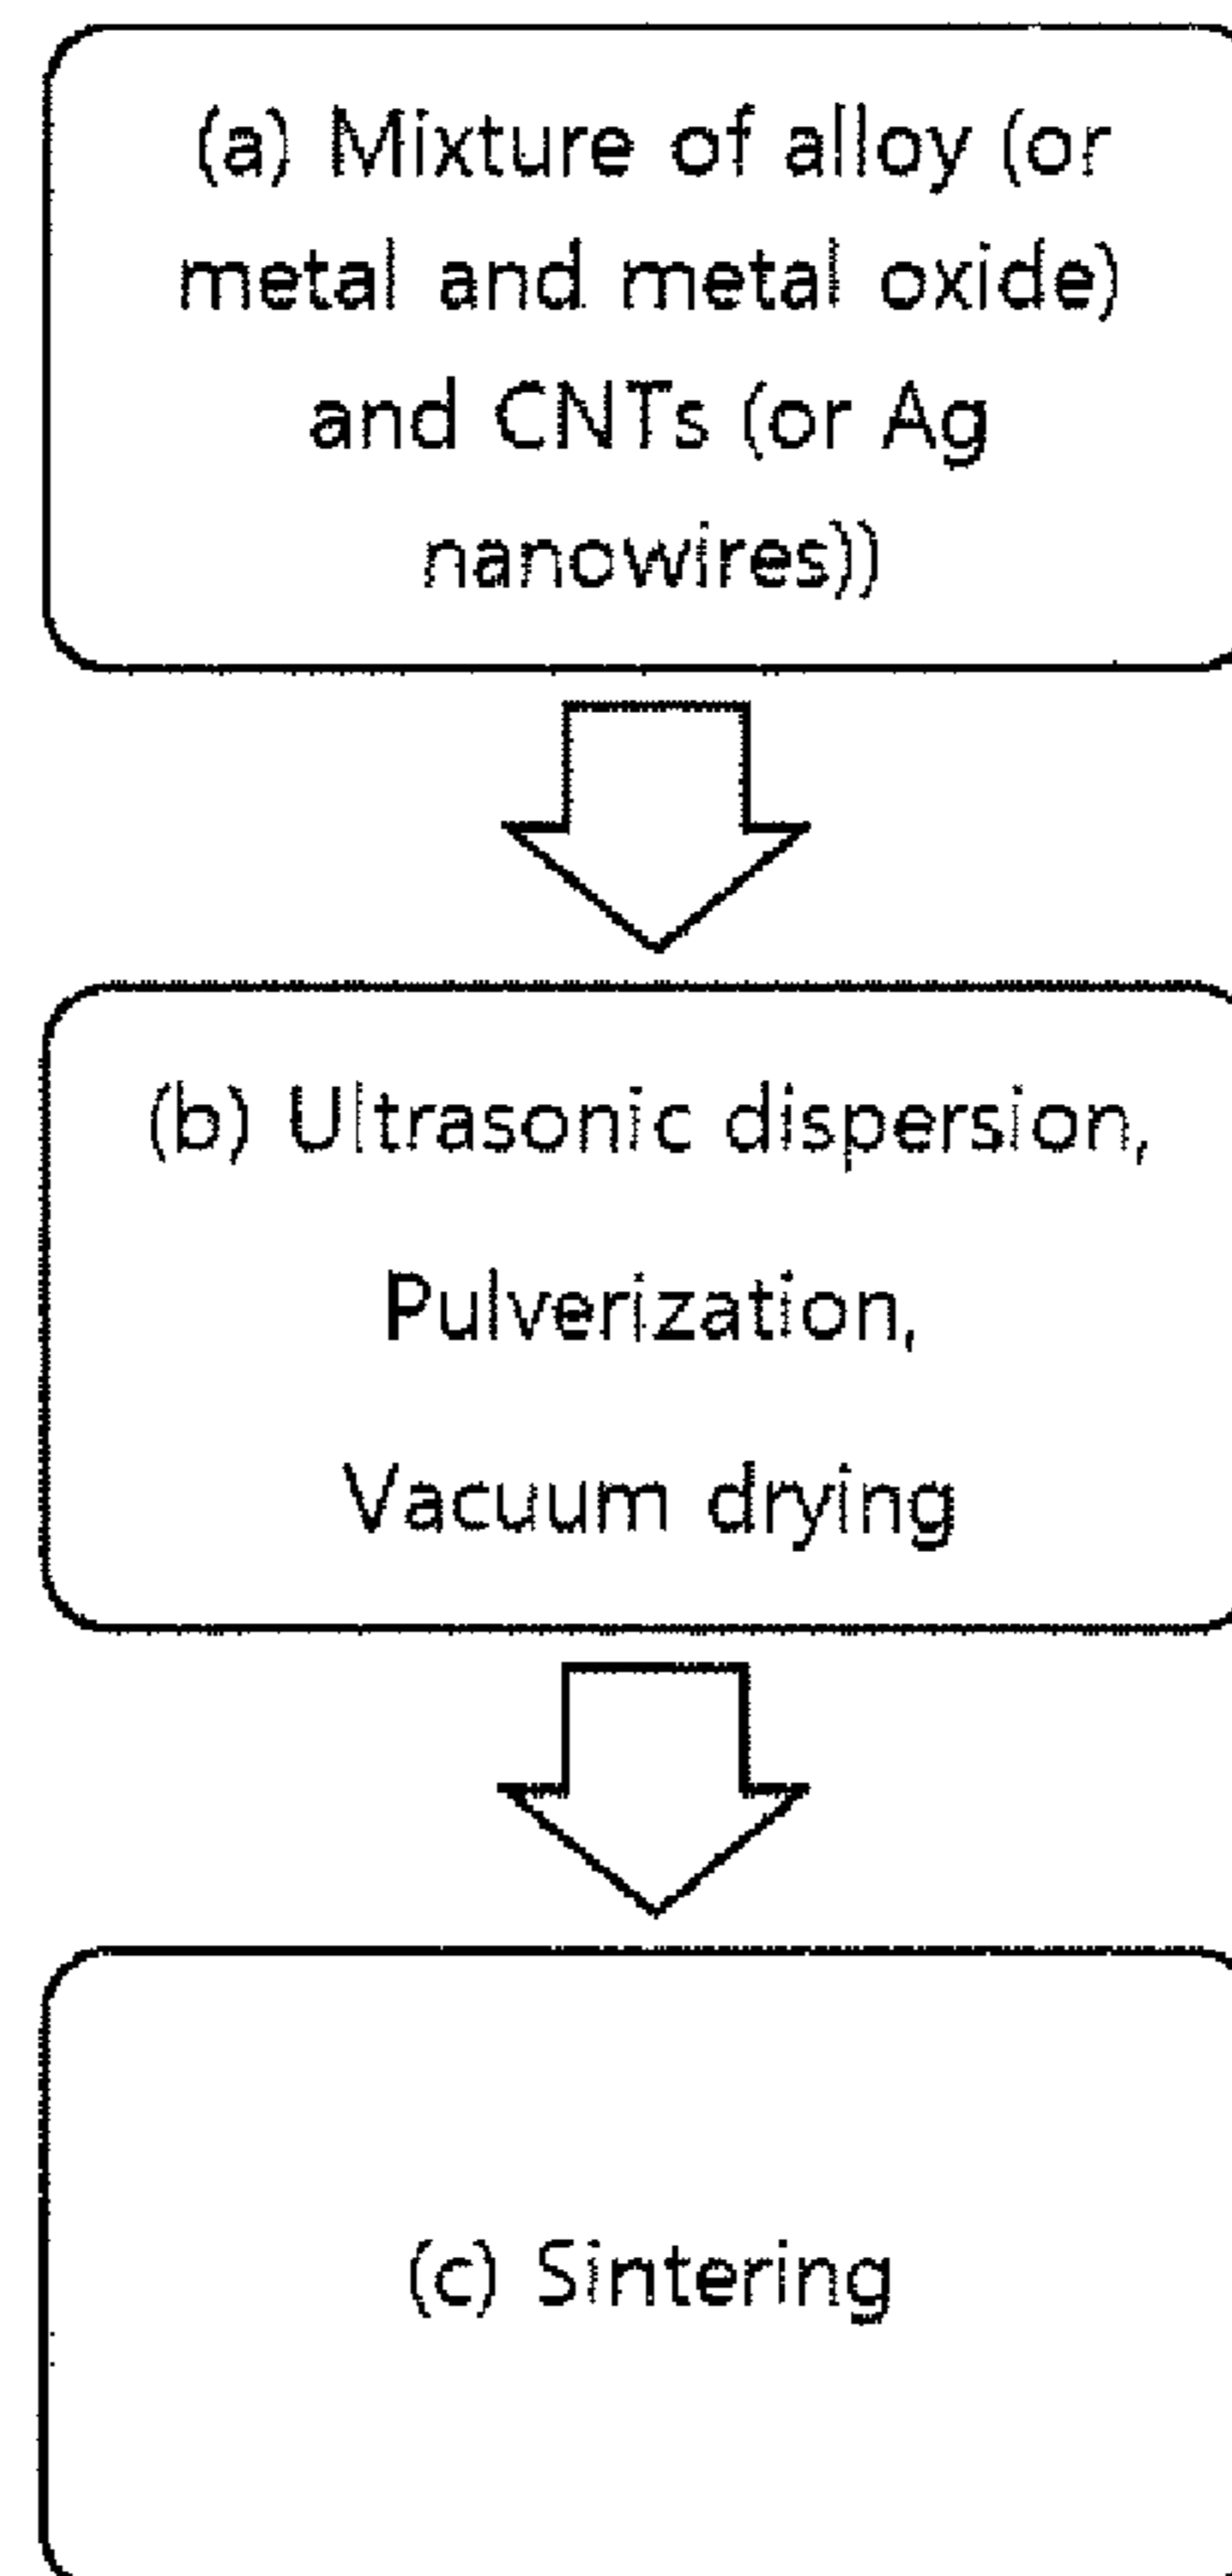 (a) Mixture of alloy (or
metal and metal oxide)
and CNTs (or Ag
nanowires))
(b) Ultrasonic dispersion,
Pulverization,
Vacuum drying
(c) Sintering